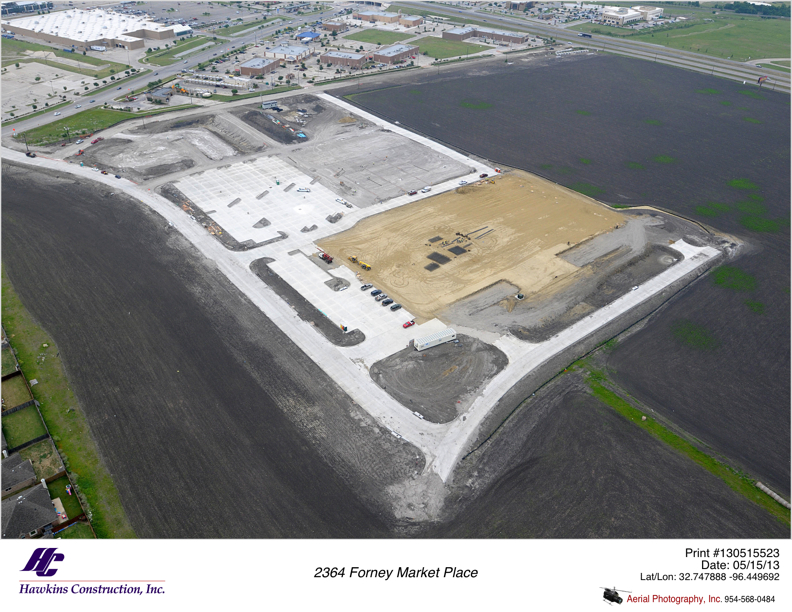 HC
Hawkins Construction, Inc.
2364 Forney Market Place
Print #130515523
Date: 05/15/13
Lat/Lon: 32.747888 -96.449692
Aerial Photography, Inc. 954-568-0484